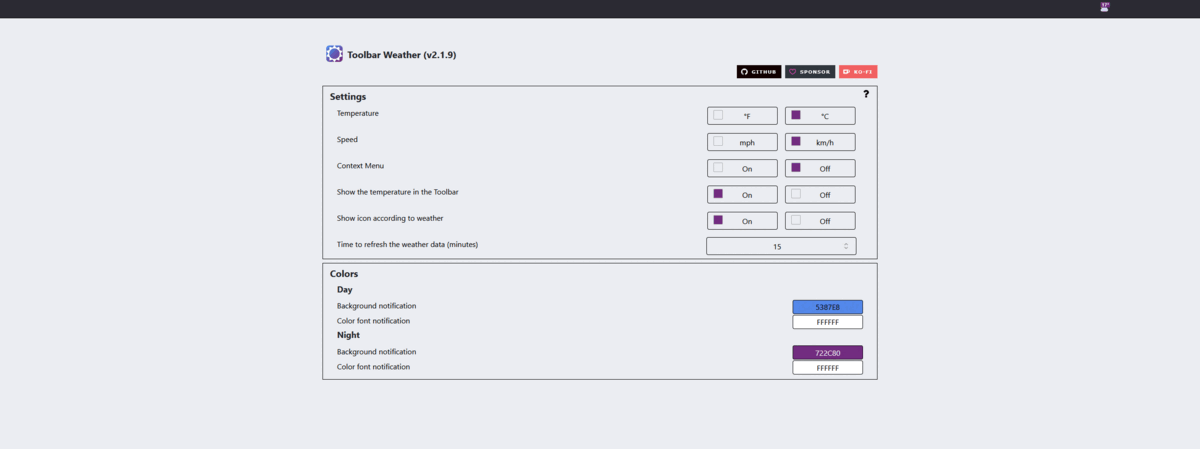 17°
Toolbar Weather (v2.1.9)
GITHUB SPONSOR KO-FI
Settings ?
Temperature °F °C
Speed mph km/h
Context Menu On Off
Show the temperature in the Toolbar On Off
Show icon according to weather On Off
Time to refresh the weather data (minutes) 15
Colors
Day
Background notification 5387E8
Color font notification FFFFFF
Night
Background notification 722C80
Color font notification FFFFFF